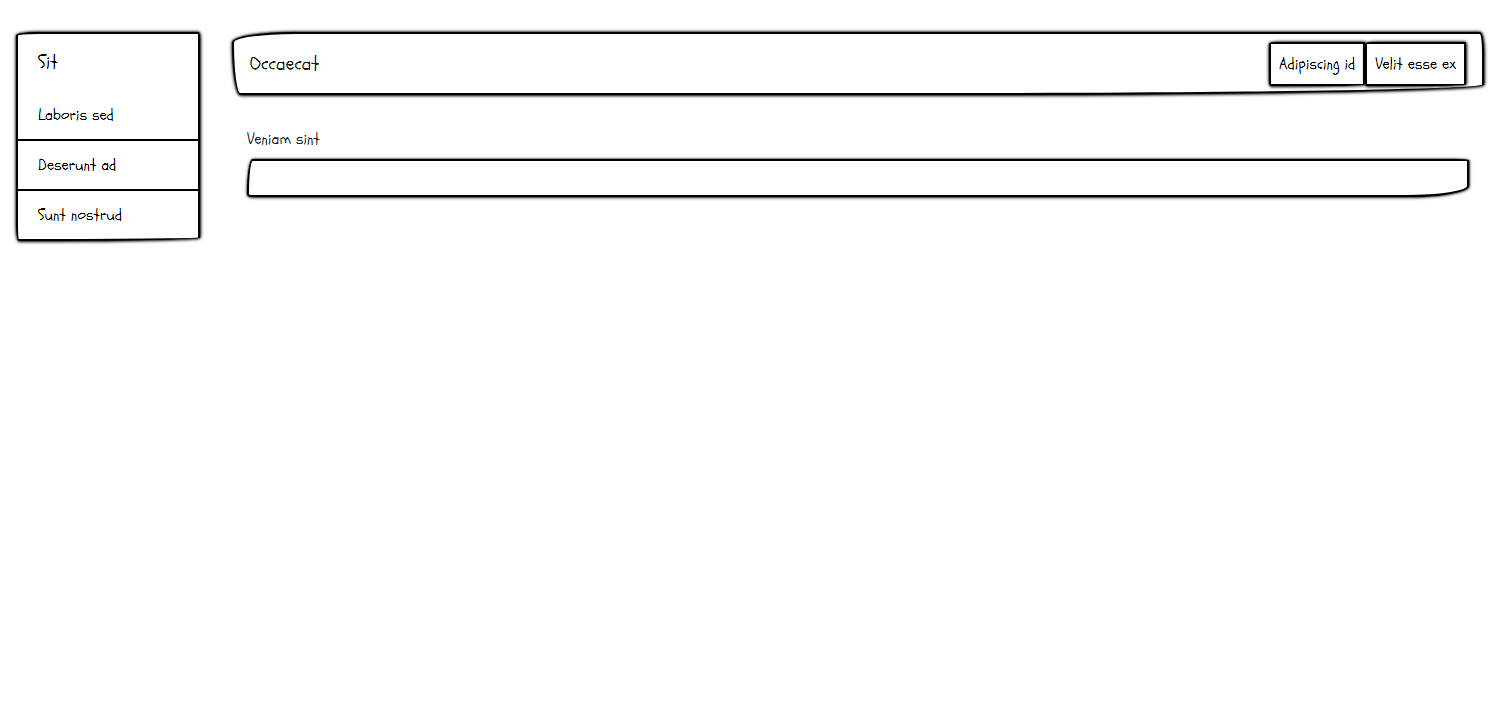 Sit
Laboris sed
Deserunt ad
Sunt nostrud
Occaecat
Adipiscing id
Velit esse ex
Veniam sint